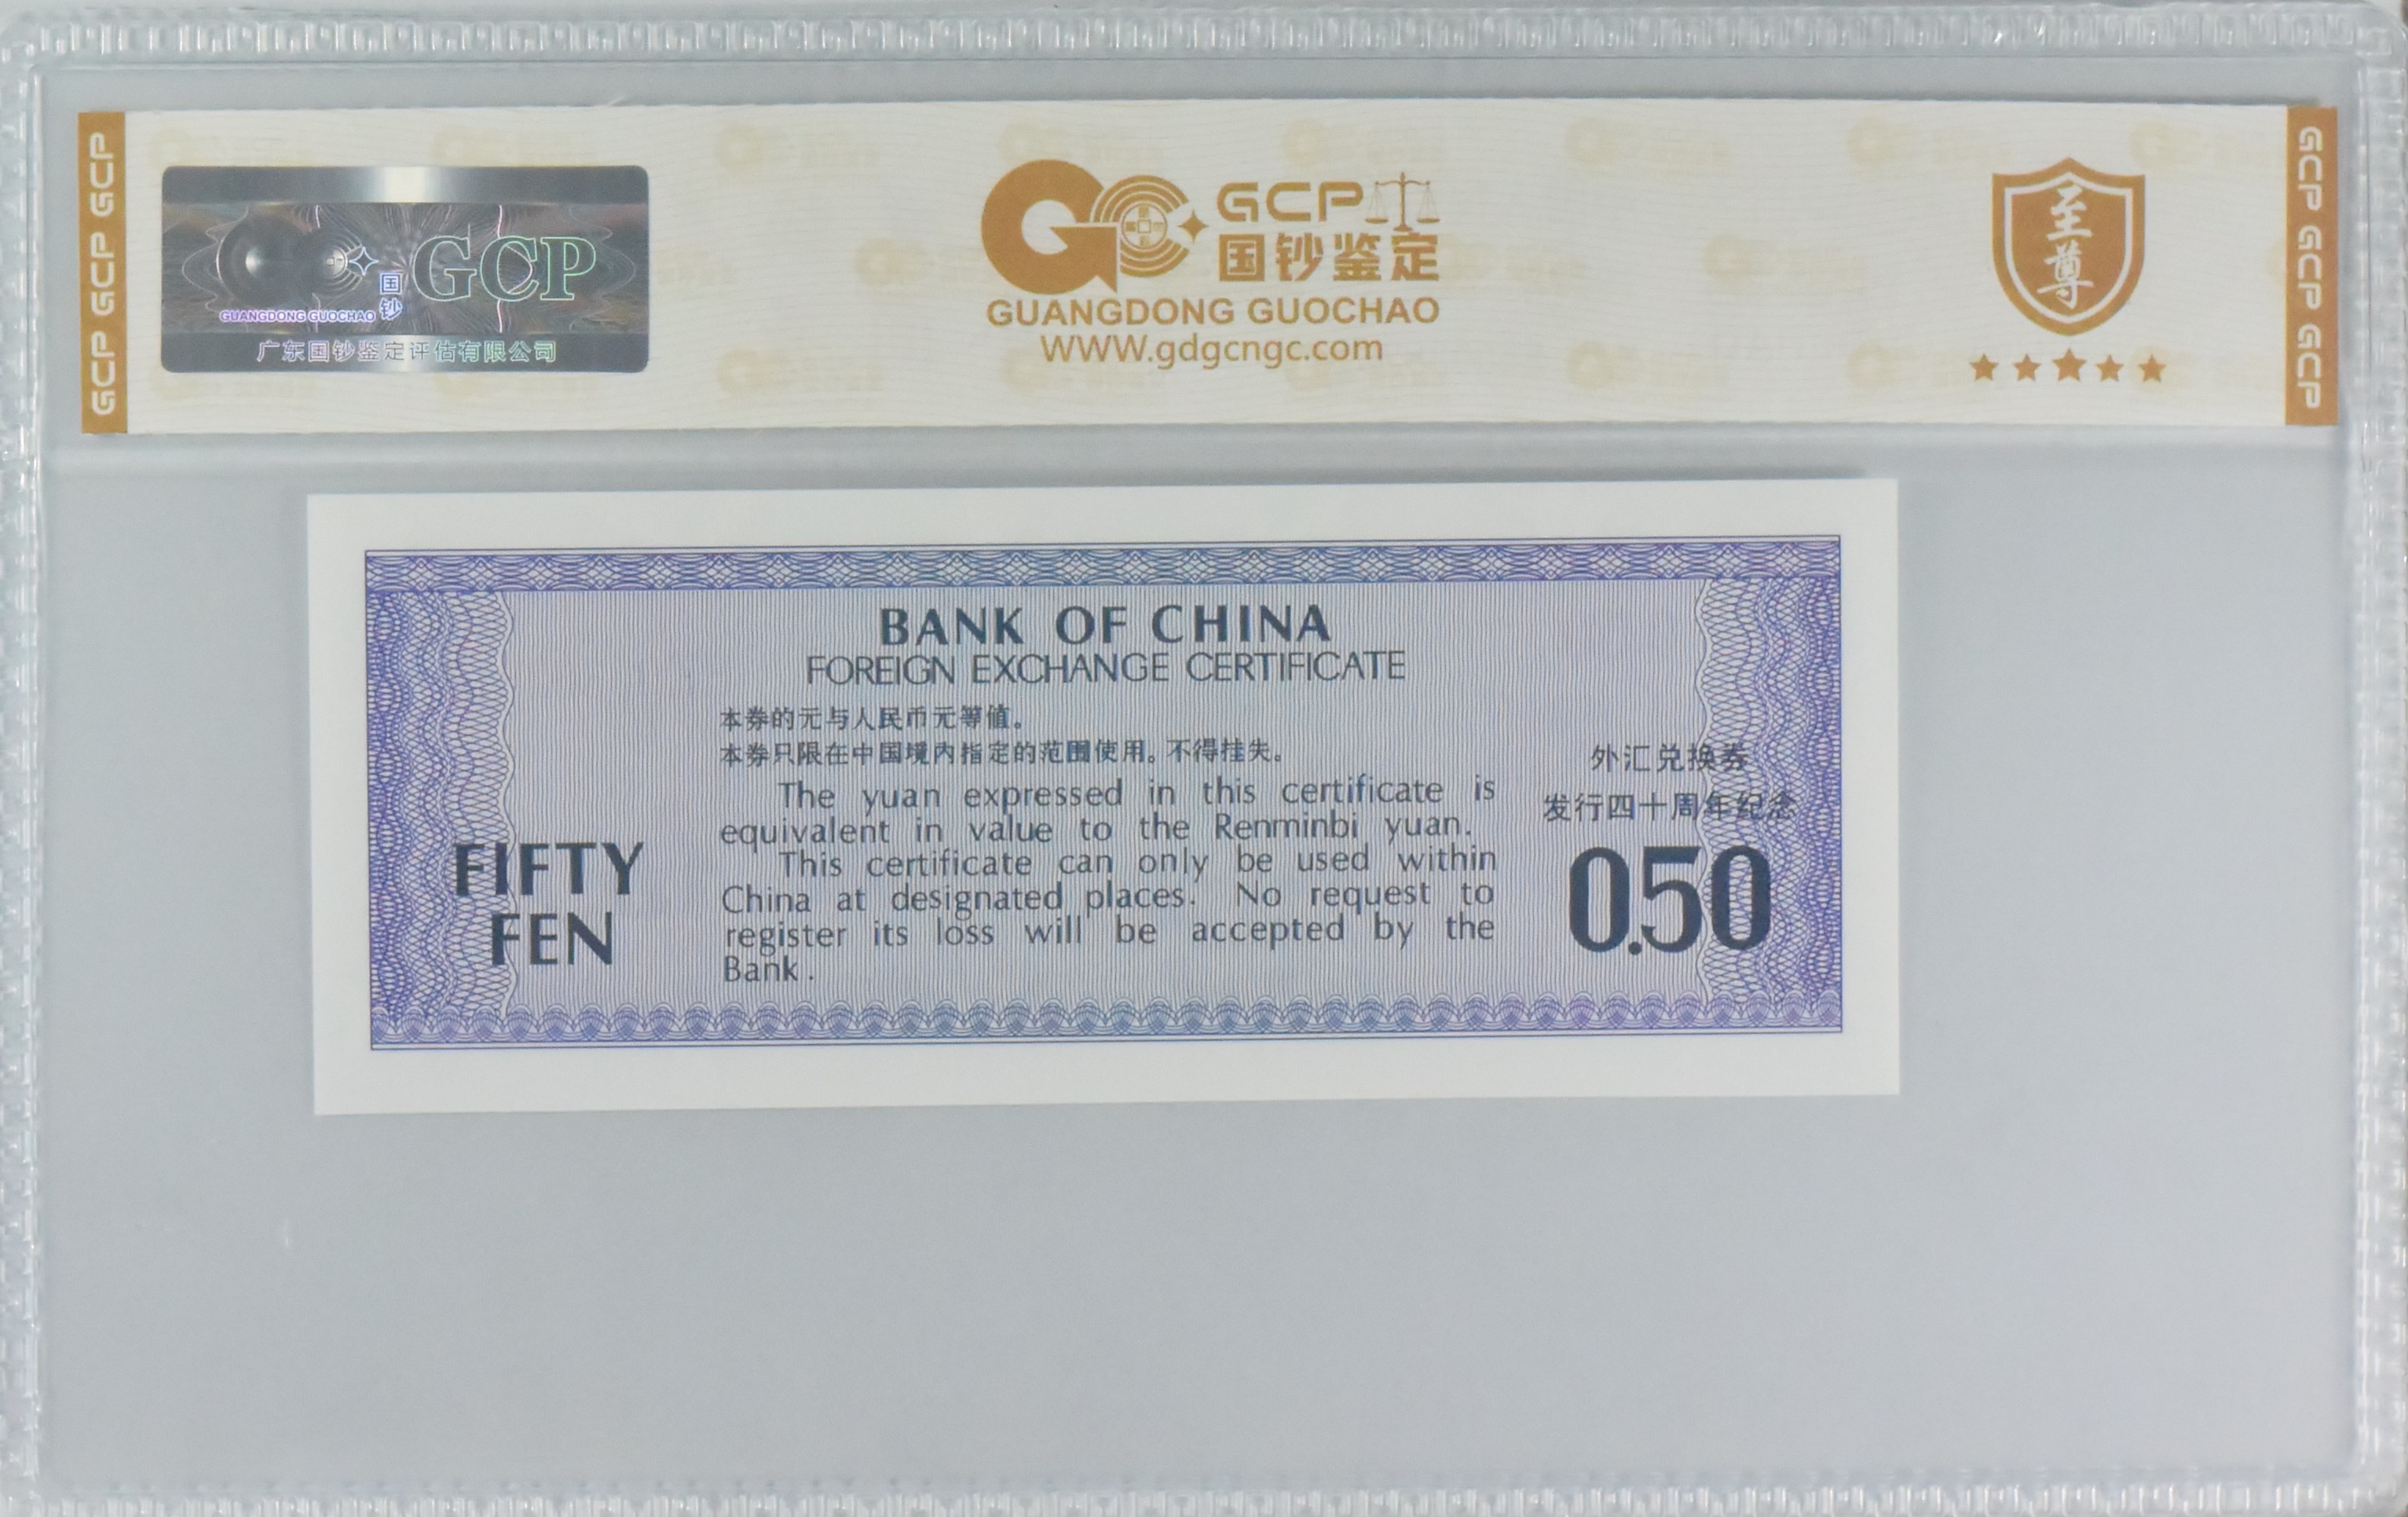 GCP GCP GCP
国钞
GCP
GUANGDONG GUOCHAO
广东国钞鉴定评估有限公司
GCP
国钞鉴定
GUANGDONG GUOCHAO
WWW.gdgcngc.com
至尊
GCP GCP GCP
BANK OF CHINA
FOREIGN EXCHANGE CERTIFICATE
本券的元与人民币元等值。
本券只限在中国境内指定的范围使用。不得挂失。
The yuan expressed in this certificate is
equivalent in value to the Renminbi yuan.
This certificate can only be used within
China at designated places. No request to
register its loss will be accepted by the
Bank.
FIFTY
FEN
外汇兑换券
发行四十周年纪念
0.50